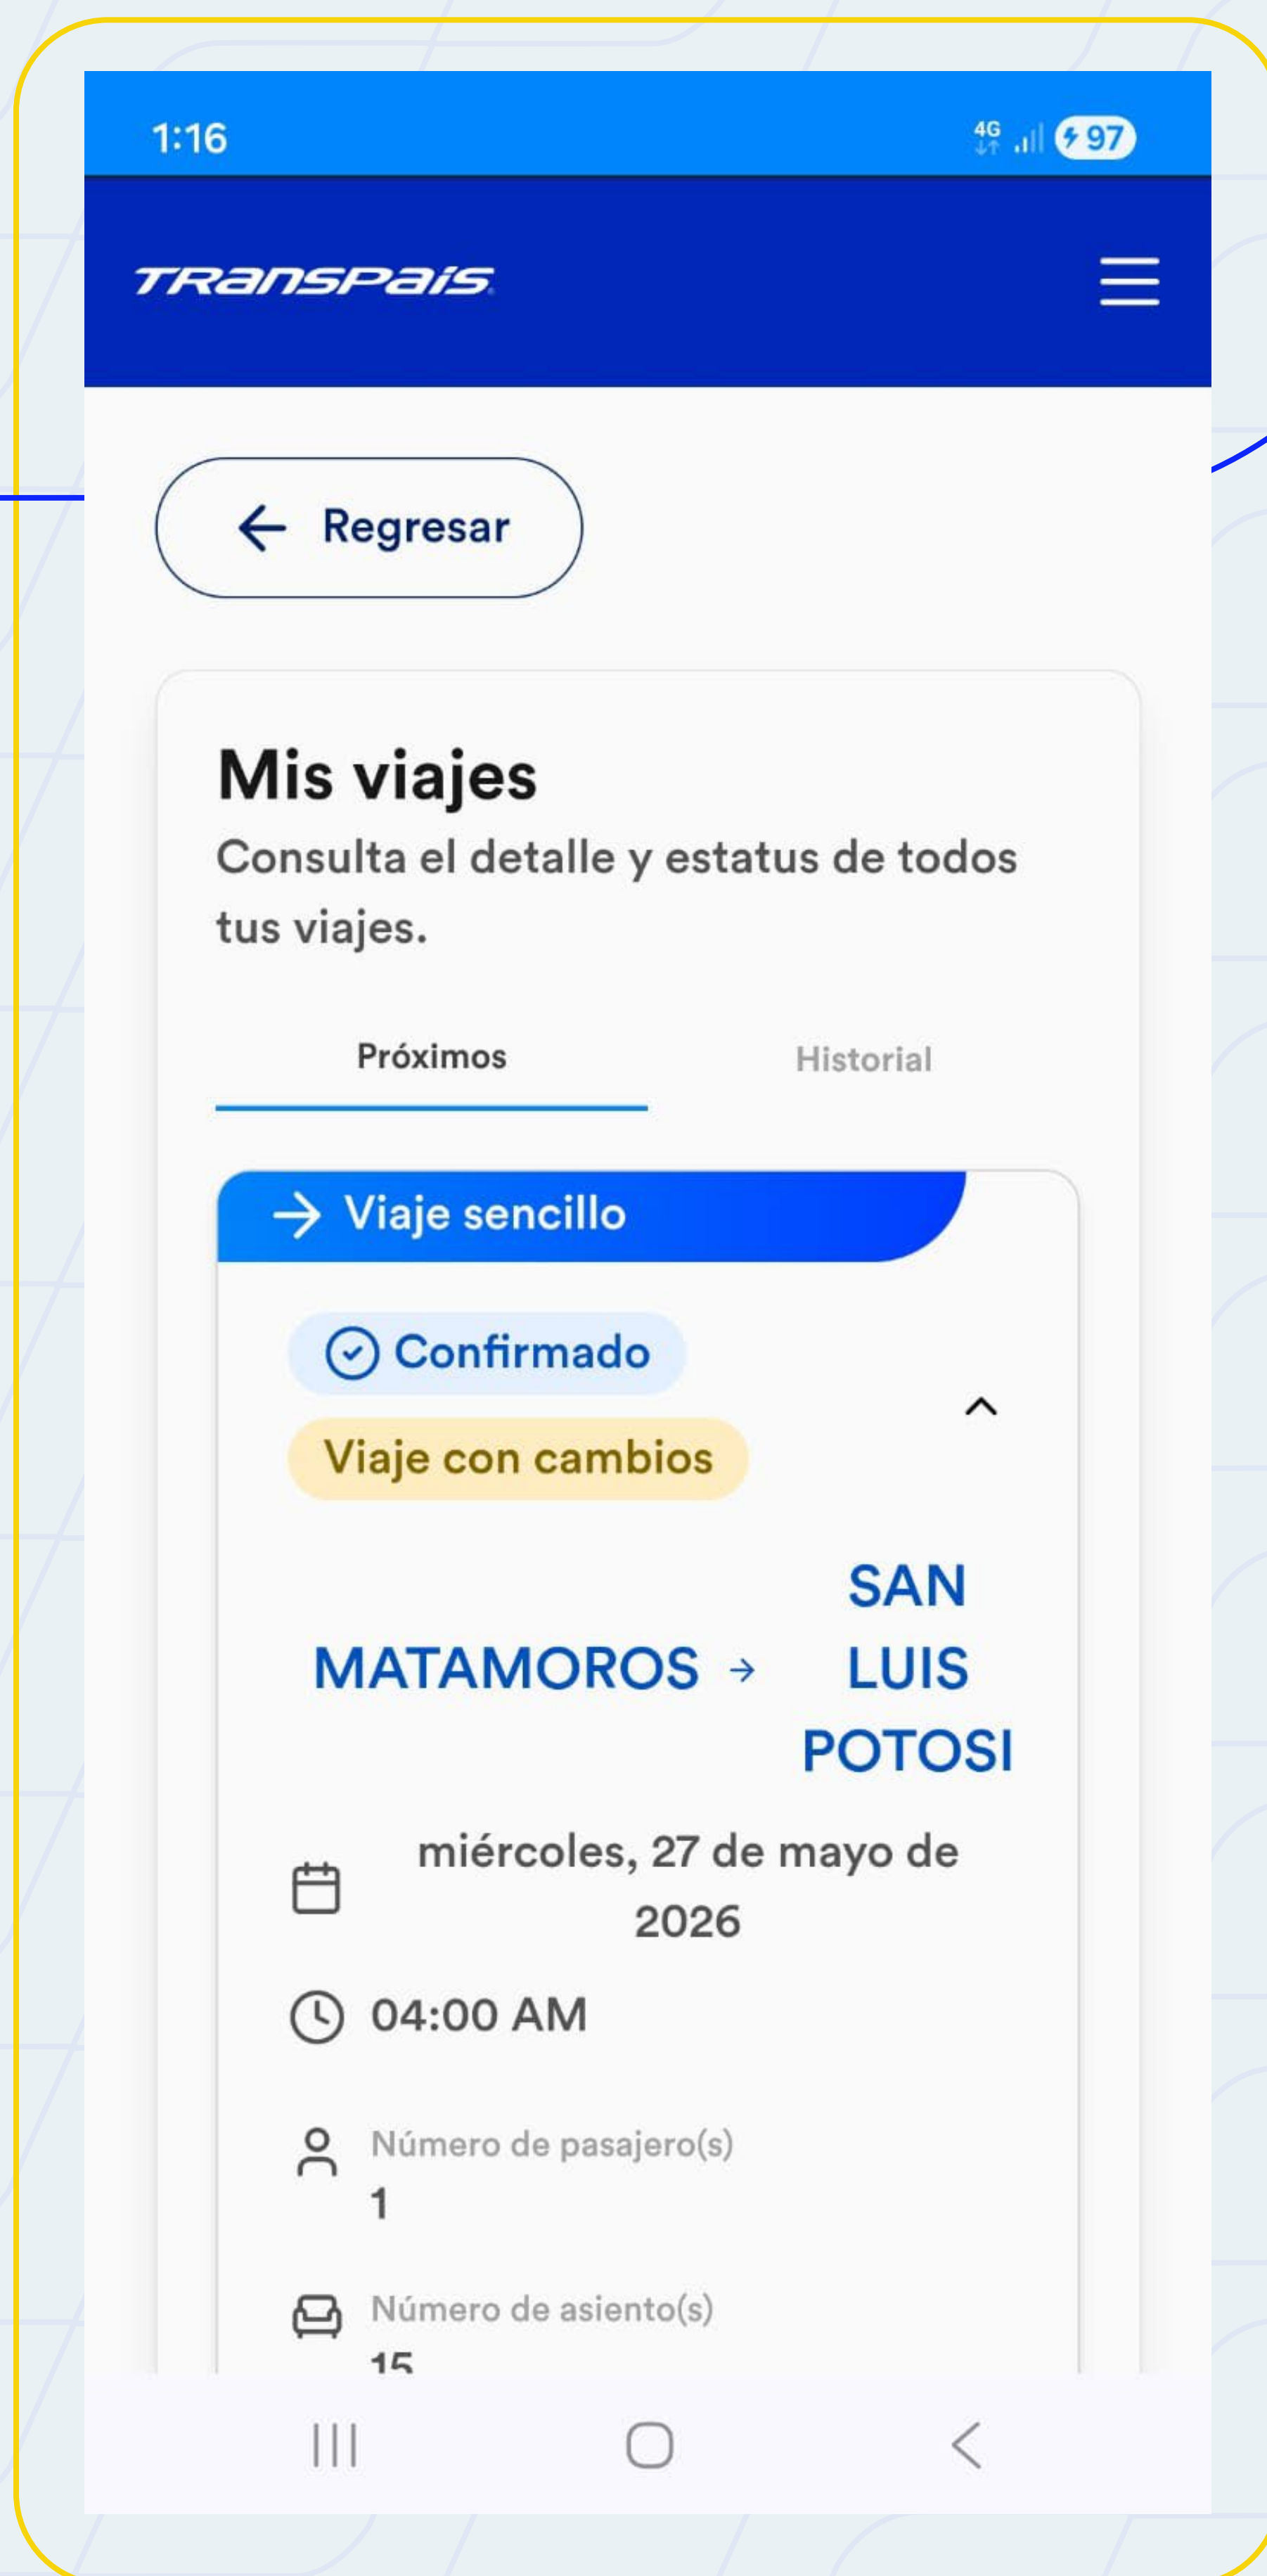 1:16
4G
97
TRANSPAIS
Regresar
Mis viajes
Consulta el detalle y estatus de todos
tus viajes.
Próximos
Historial
Viaje sencillo
Confirmado
Viaje con cambios
MATAMOROS → SAN
LUIS
POTOSI
miércoles, 27 de mayo de
2026
04:00 AM
Número de pasajero(s)
1
Número de asiento(s)
15